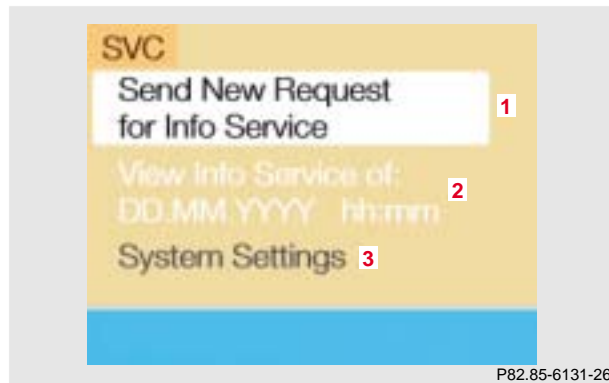 SVC
Send New Request
for Info Service
1
View Info Service of:
DD.MM.YYYY hh:mm
2
System Settings 3
P82.85-6131-26